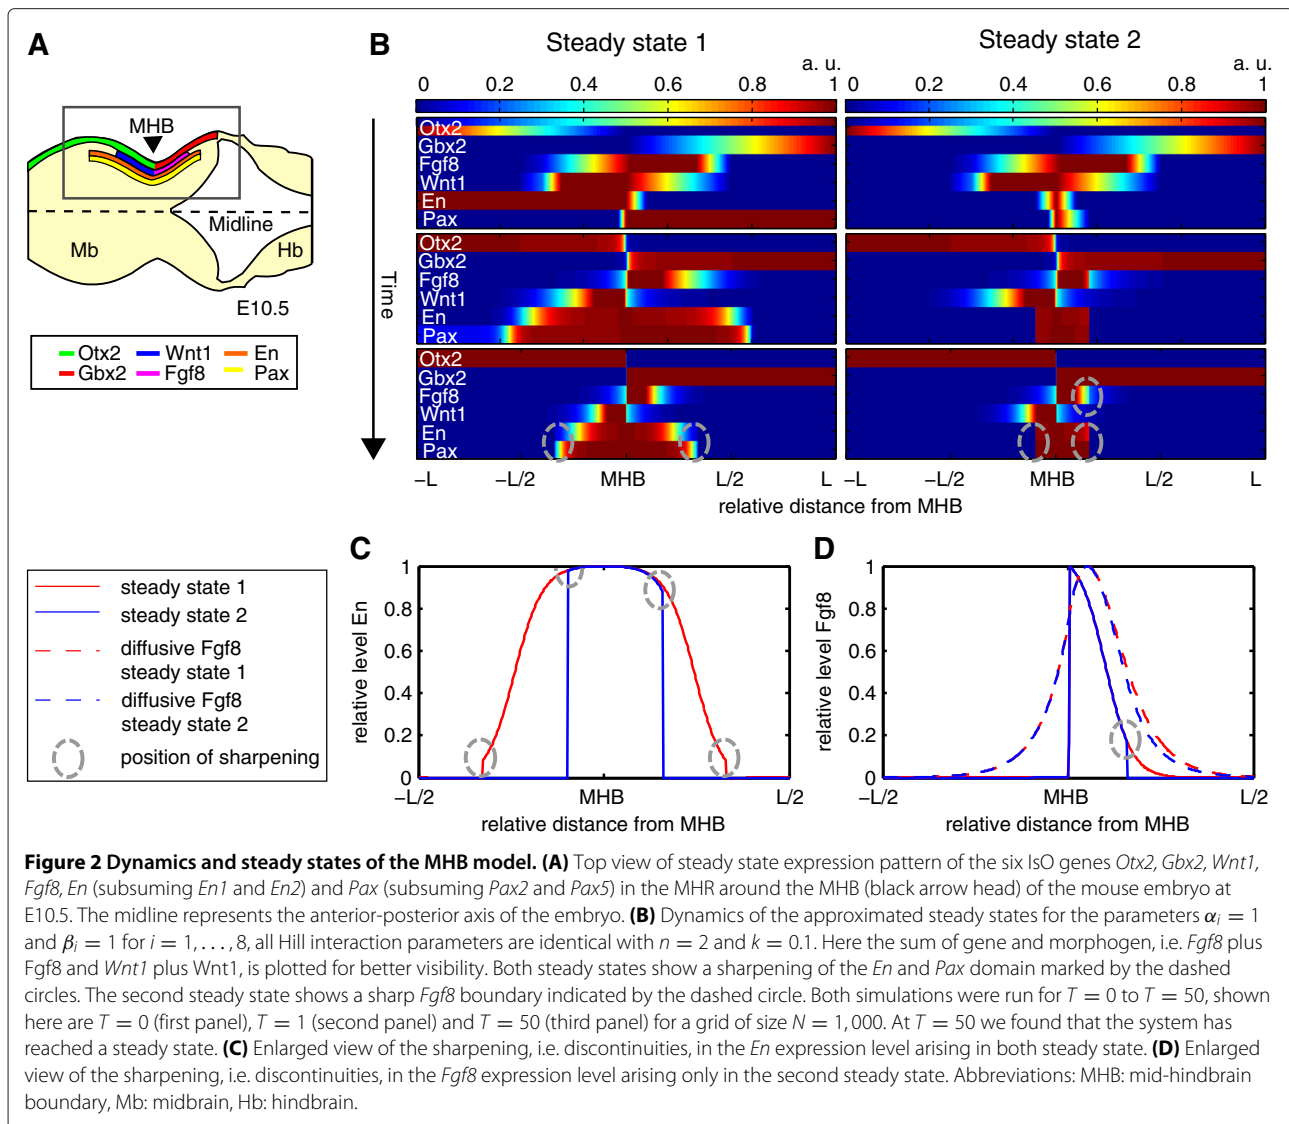 A
MHB
Midline
Mb
Hb
E10.5
Otx2 Wnt1 En
Gbx2 Fgf8 Pax
B
Steady state 1
Steady state 2
a. u.
a. u.
0 0.2 0.4 0.6 0.8 1
0 0.2 0.4 0.6 0.8 1
Time
Otx2
Gbx2
Fgf8
Wnt1
En
Pax
Otx2
Gbx2
Fgf8
Wnt1
En
Pax
Otx2
Gbx2
Fgf8
Wnt1
En
Pax
−L −L/2 MHB L/2 L
−L −L/2 MHB L/2 L
relative distance from MHB
steady state 1
steady state 2
diffusive Fgf8
steady state 1
diffusive Fgf8
steady state 2
position of sharpening
C
relative level En
1
0.8
0.6
0.4
0.2
0
−L/2 MHB L/2
relative distance from MHB
D
relative level Fgf8
1
0.8
0.6
0.4
0.2
0
−L/2 MHB L/2
relative distance from MHB
Figure 2 Dynamics and steady states of the MHB model. (A) Top view of steady state expression pattern of the six IsO genes Otx2, Gbx2, Wnt1,
Fgf8, En (subsuming En1 and En2) and Pax (subsuming Pax2 and Pax5) in the MHR around the MHB (black arrow head) of the mouse embryo at
E10.5. The midline represents the anterior-posterior axis of the embryo. (B) Dynamics of the approximated steady states for the parameters αi = 1
and βi = 1 for i = 1, . . . , 8, all Hill interaction parameters are identical with n = 2 and k = 0.1. Here the sum of gene and morphogen, i.e. Fgf8 plus
Fgf8 and Wnt1 plus Wnt1, is plotted for better visibility. Both steady states show a sharpening of the En and Pax domain marked by the dashed
circles. The second steady state shows a sharp Fgf8 boundary indicated by the dashed circle. Both simulations were run for T = 0 to T = 50, shown
here are T = 0 (first panel), T = 1 (second panel) and T = 50 (third panel) for a grid of size N = 1, 000. At T = 50 we found that the system has
reached a steady state. (C) Enlarged view of the sharpening, i.e. discontinuities, in the En expression level arising in both steady state. (D) Enlarged
view of the sharpening, i.e. discontinuities, in the Fgf8 expression level arising only in the second steady state. Abbreviations: MHB: mid-hindbrain
boundary, Mb: midbrain, Hb: hindbrain.